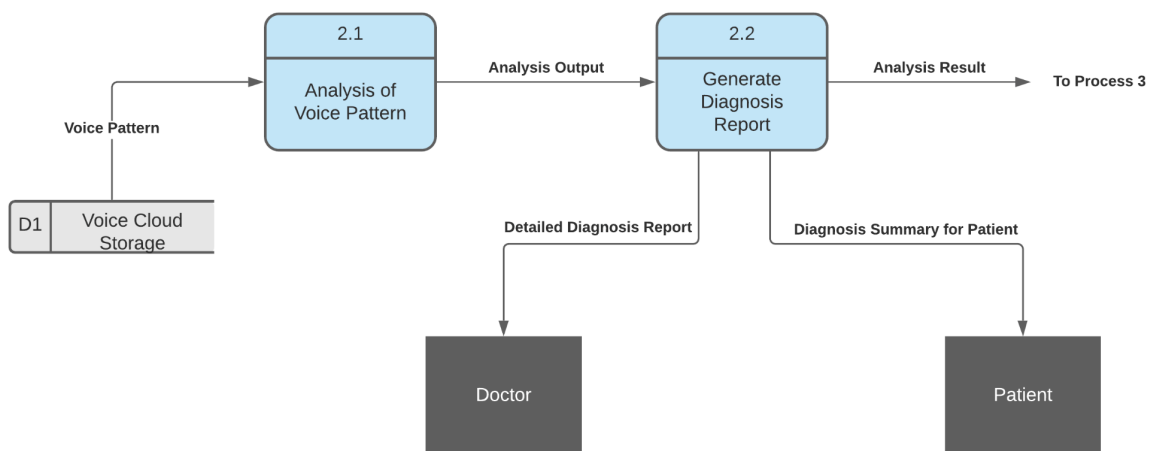 2.1
2.2
Analysis of
Voice Pattern
Analysis Output
Generate
Diagnosis
Report
Analysis Result
To Process 3
Voice Pattern
D1
Voice Cloud
Storage
Detailed Diagnosis Report
Diagnosis Summary for Patient
Doctor
Patient